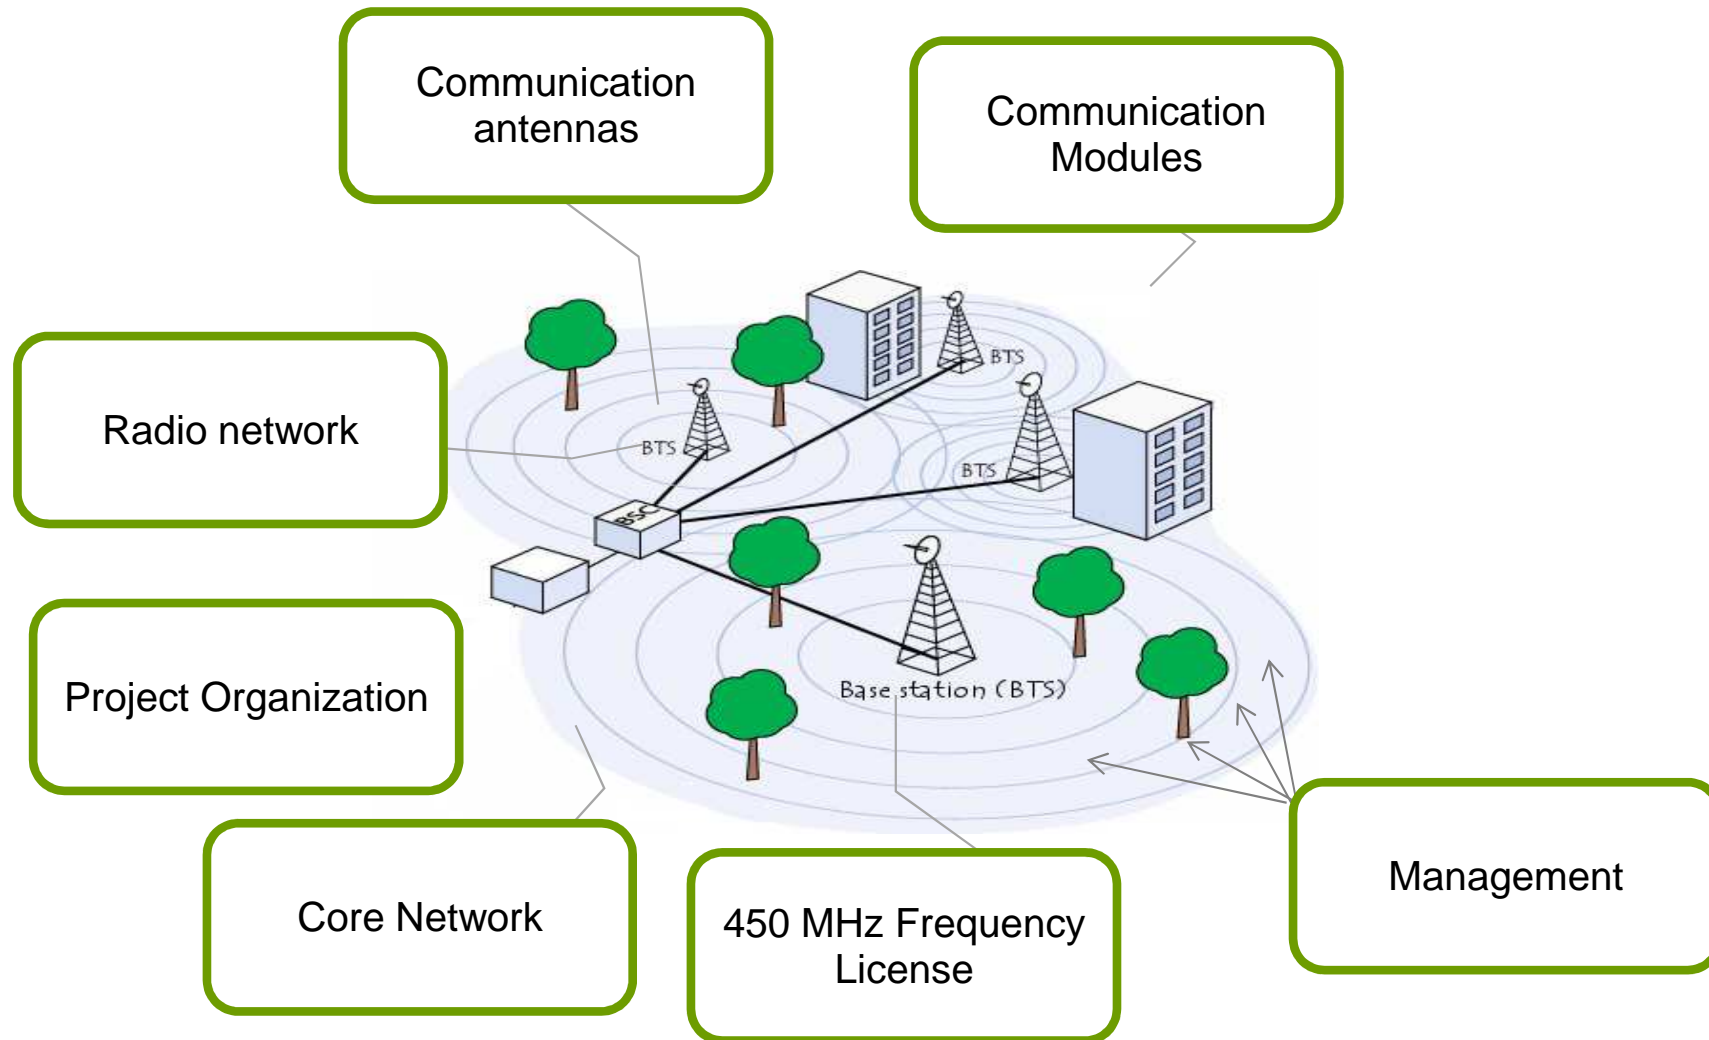 Communication
antennas
Communication
Modules
BTS
Radio network
BTS
BTS
BSC
Project Organization
Base station (BTS)
Core Network
450 MHz Frequency
License
Management